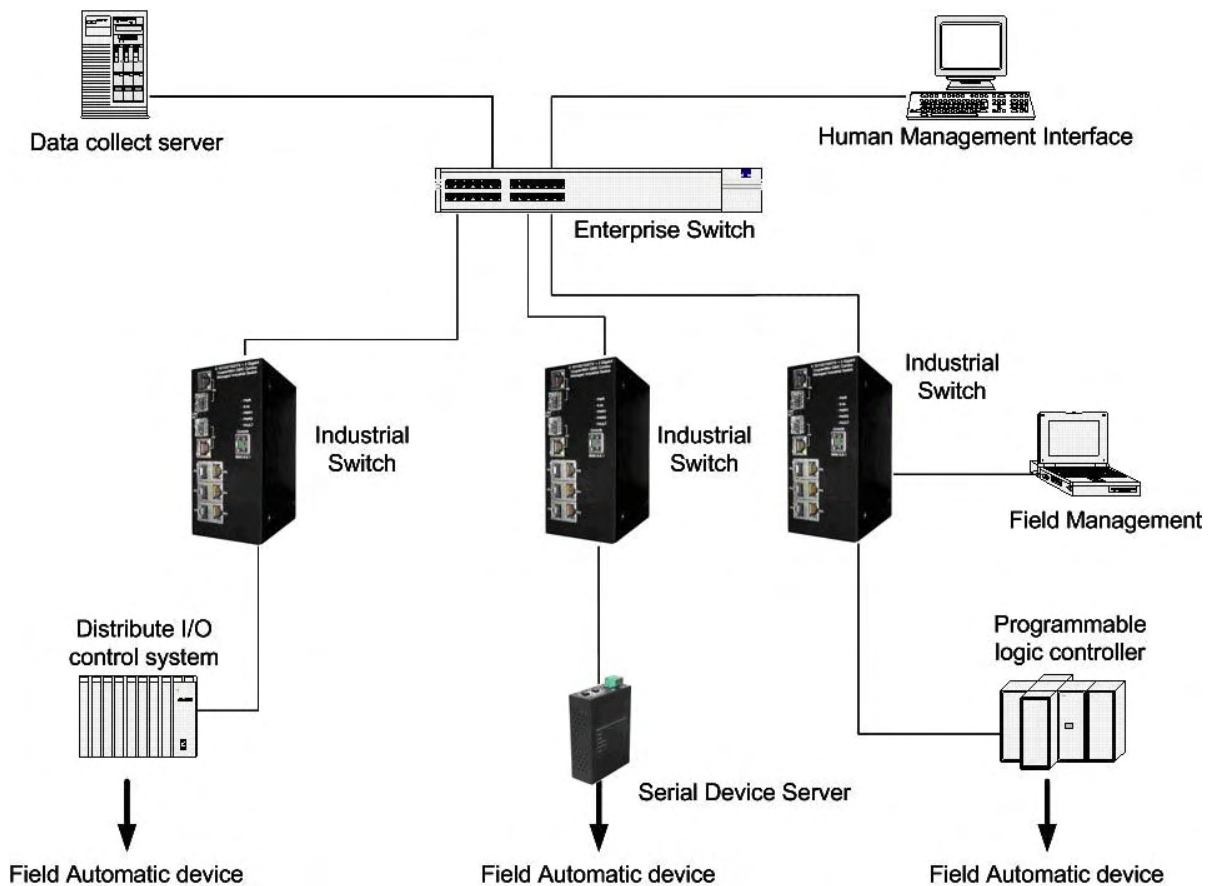 Data collect server
Human Management Interface
Enterprise Switch
Industrial
Switch
Industrial
Switch
Industrial
Switch
Field Management
Distribute I/O
control system
Programmable
logic controller
Serial Device Server
Field Automatic device
Field Automatic device
Field Automatic device